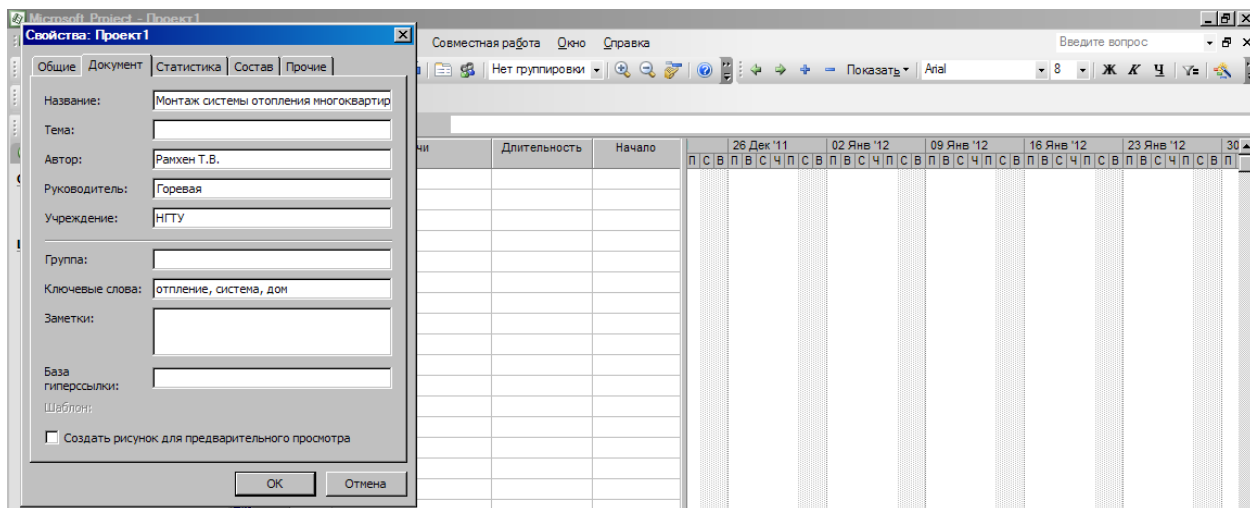 Microsoft Project - Проект1
Свойства: Проект1
Совместная работа Окно Справка
Введите вопрос
Общие Документ Статистика Состав Прочие
Нет группировки
Показать
Arial
8
Ж К Ч
Название: Монтаж системы отопления многоквартир
Тема:
Автор: Рамхен Т.В.
Руководитель: Горевая
Учреждение: НГТУ
Группа:
Ключевые слова: отпление, система, дом
Заметки:
База
гиперссылки:
Шаблон:
Создать рисунок для предварительного просмотра
ОК Отмена
чи Длительность Начало
26 Дек '11 02 Янв '12 09 Янв '12 16 Янв '12 23 Янв '12 30
П С В П В С Ч П С В П В С Ч П С В П В С Ч П С В П В С Ч П С В П В С Ч П С В П